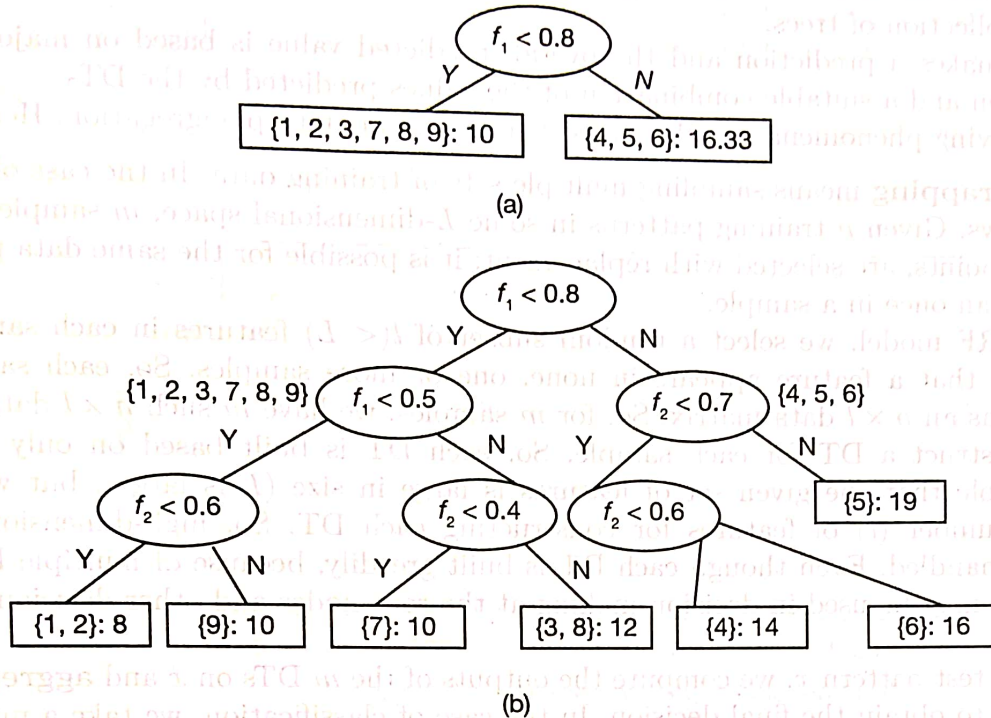 f₁ < 0.8
Y N
{1, 2, 3, 7, 8, 9}: 10 {4, 5, 6}: 16.33
(a)
f₁ < 0.8
Y N
{1, 2, 3, 7, 8, 9} f₁ < 0.5 f₂ < 0.7 {4, 5, 6}
Y N Y N
f₂ < 0.6 f₂ < 0.4 f₂ < 0.6 {5}: 19
Y N Y N
{1, 2}: 8 {9}: 10 {7}: 10 {3, 8}: 12 {4}: 14 {6}: 16
(b)